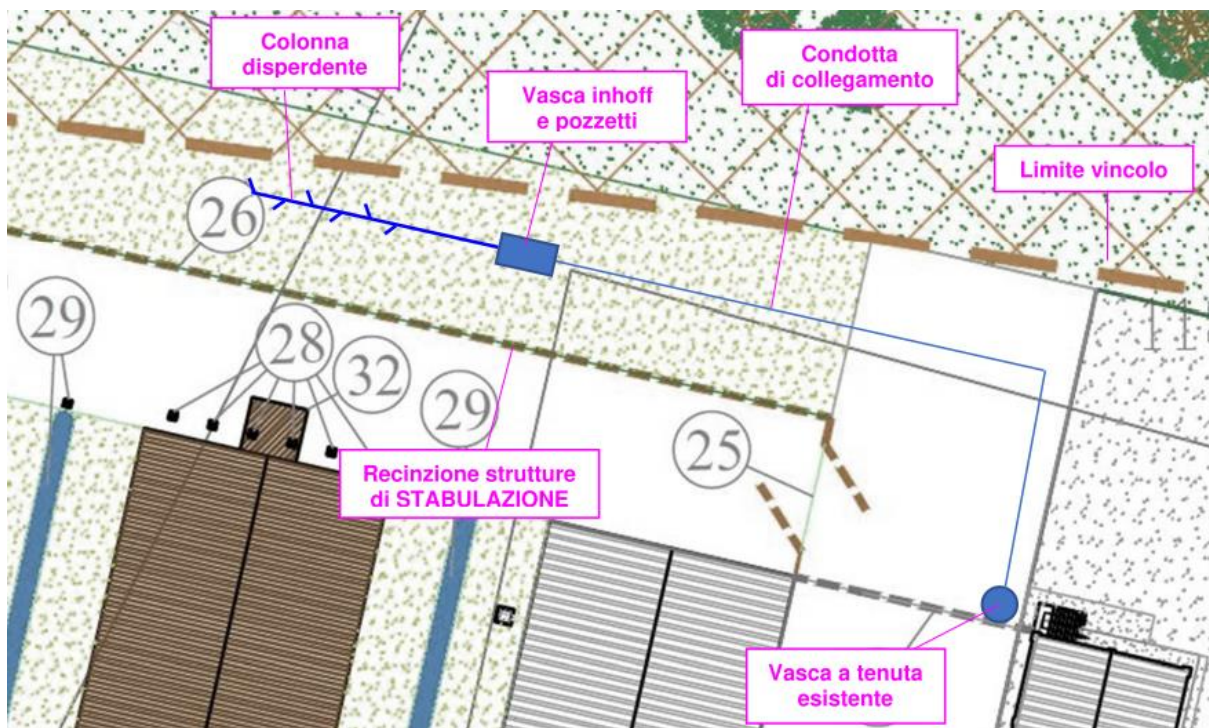 Colonna
disperdente
Condotta
di collegamento
Vasca inhoff
e pozzetti
Limite vincolo
26
29
28
32
29
25
Recinzione strutture
di STABULAZIONE
Vasca a tenuta
esistente